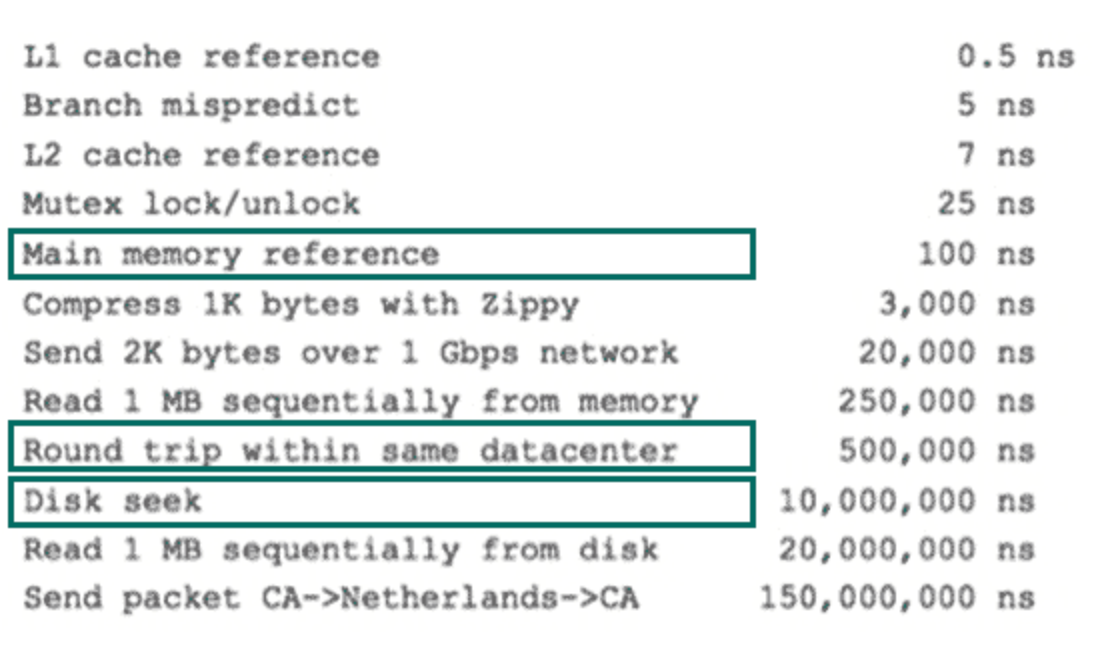 L1 cache reference 0.5 ns
Branch mispredict 5 ns
L2 cache reference 7 ns
Mutex lock/unlock 25 ns
Main memory reference 100 ns
Compress 1K bytes with Zippy 3,000 ns
Send 2K bytes over 1 Gbps network 20,000 ns
Read 1 MB sequentially from memory 250,000 ns
Round trip within same datacenter 500,000 ns
Disk seek 10,000,000 ns
Read 1 MB sequentially from disk 20,000,000 ns
Send packet CA->Netherlands->CA 150,000,000 ns